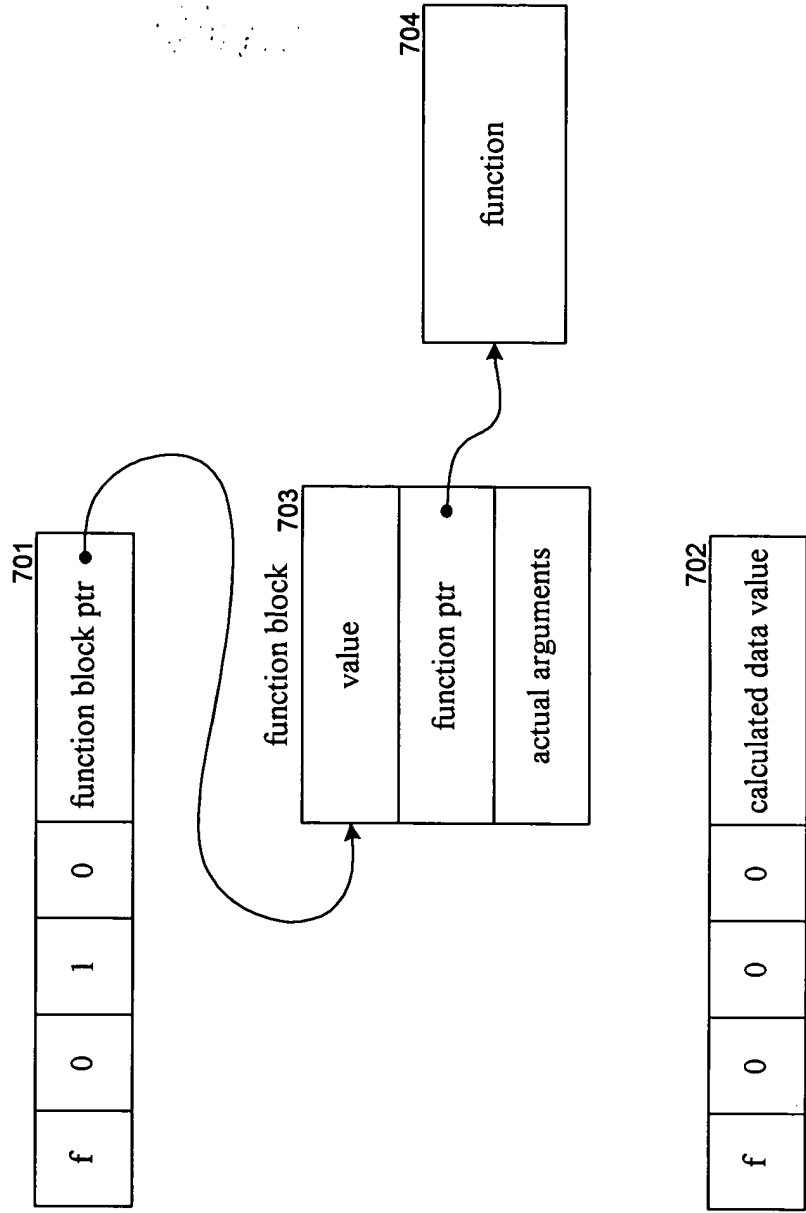 701
f 0 1 0 function block ptr
function block
703
value
function ptr
actual arguments
704
function
702
f 0 0 0 calculated data value